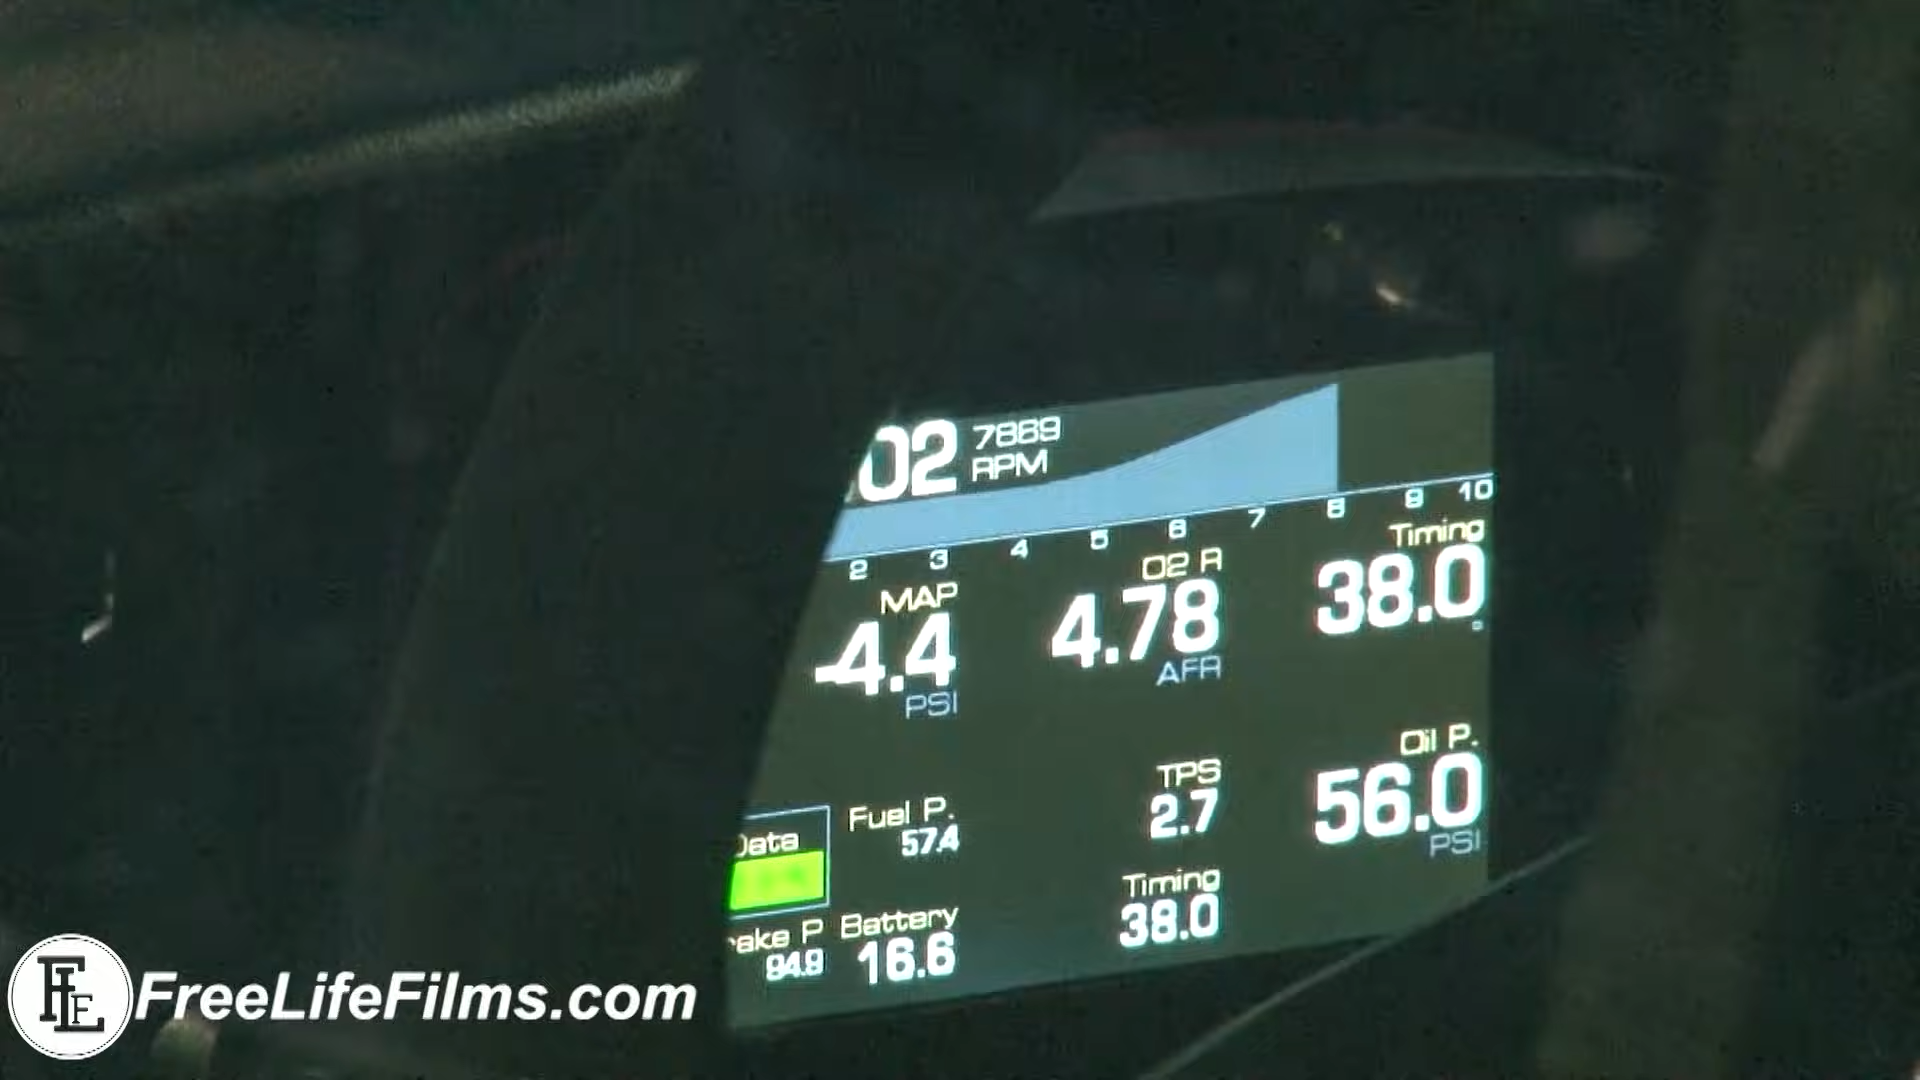 02 7889
RPM
2 3 4 5 6 7 8 9 10
MAP O2 A Timing
-4.4 4.78 38.0
PSI AFR °
Data Fuel P. TPS Oil P.
57.4 2.7 56.0
PSI
ake P Battery Timing
94.9 16.6 38.0
FLF FreeLifeFilms.com